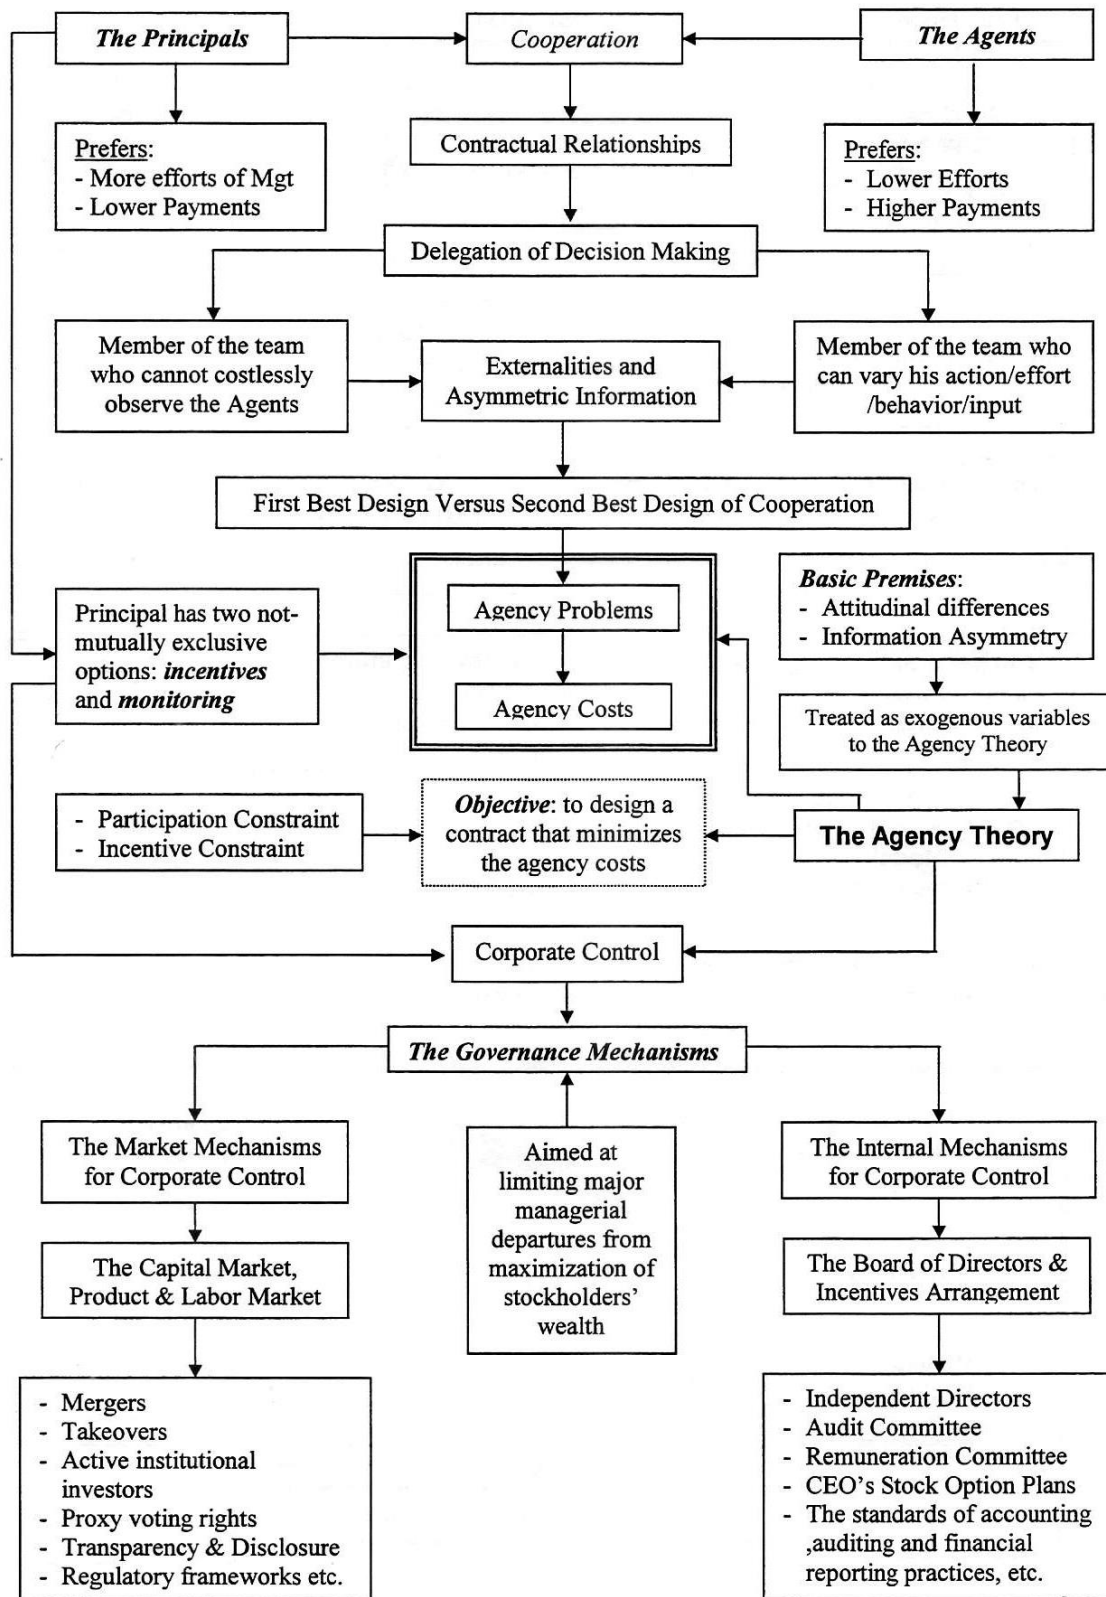 The Principals
Cooperation
The Agents
Prefers:
- More efforts of Mgt
- Lower Payments
Contractual Relationships
Prefers:
- Lower Efforts
- Higher Payments
Delegation of Decision Making
Member of the team
who cannot costlessly
observe the Agents
Externalities and
Asymmetric Information
Member of the team who
can vary his action/effort
/behavior/input
First Best Design Versus Second Best Design of Cooperation
Principal has two not-
mutually exclusive
options: incentives
and monitoring
Agency Problems
Agency Costs
Basic Premises:
- Attitudinal differences
- Information Asymmetry
Treated as exogenous variables
to the Agency Theory
- Participation Constraint
- Incentive Constraint
Objective: to design a
contract that minimizes
the agency costs
The Agency Theory
Corporate Control
The Governance Mechanisms
The Market Mechanisms
for Corporate Control
Aimed at
limiting major
managerial
departures from
maximization of
stockholders'
wealth
The Internal Mechanisms
for Corporate Control
The Capital Market,
Product & Labor Market
The Board of Directors &
Incentives Arrangement
- Mergers
- Takeovers
- Active institutional
investors
- Proxy voting rights
- Transparency & Disclosure
- Regulatory frameworks etc.
- Independent Directors
- Audit Committee
- Remuneration Committee
- CEO's Stock Option Plans
- The standards of accounting
,auditing and financial
reporting practices, etc.